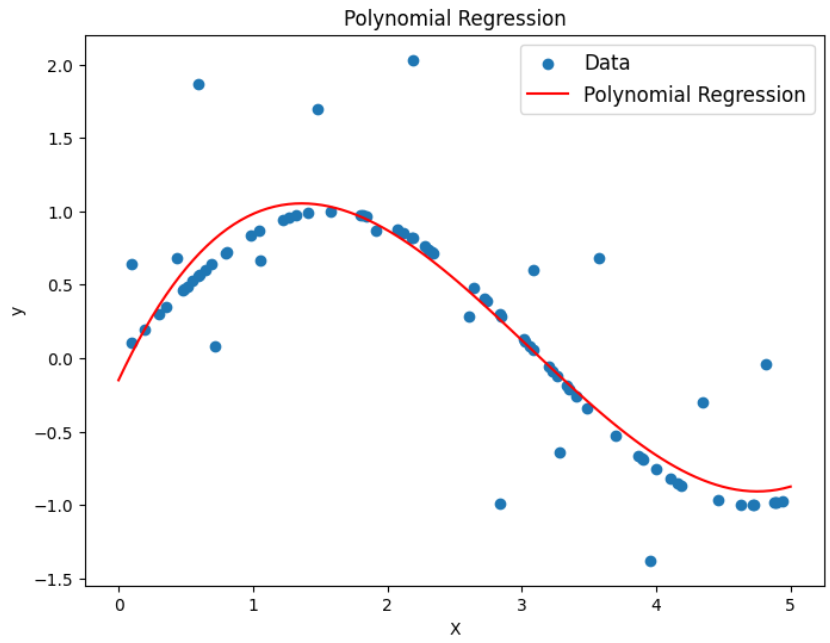 Polynomial Regression
Data
Polynomial Regression
2.0
1.5
1.0
0.5
0.0
−0.5
−1.0
−1.5
y
0 1 2 3 4 5
X